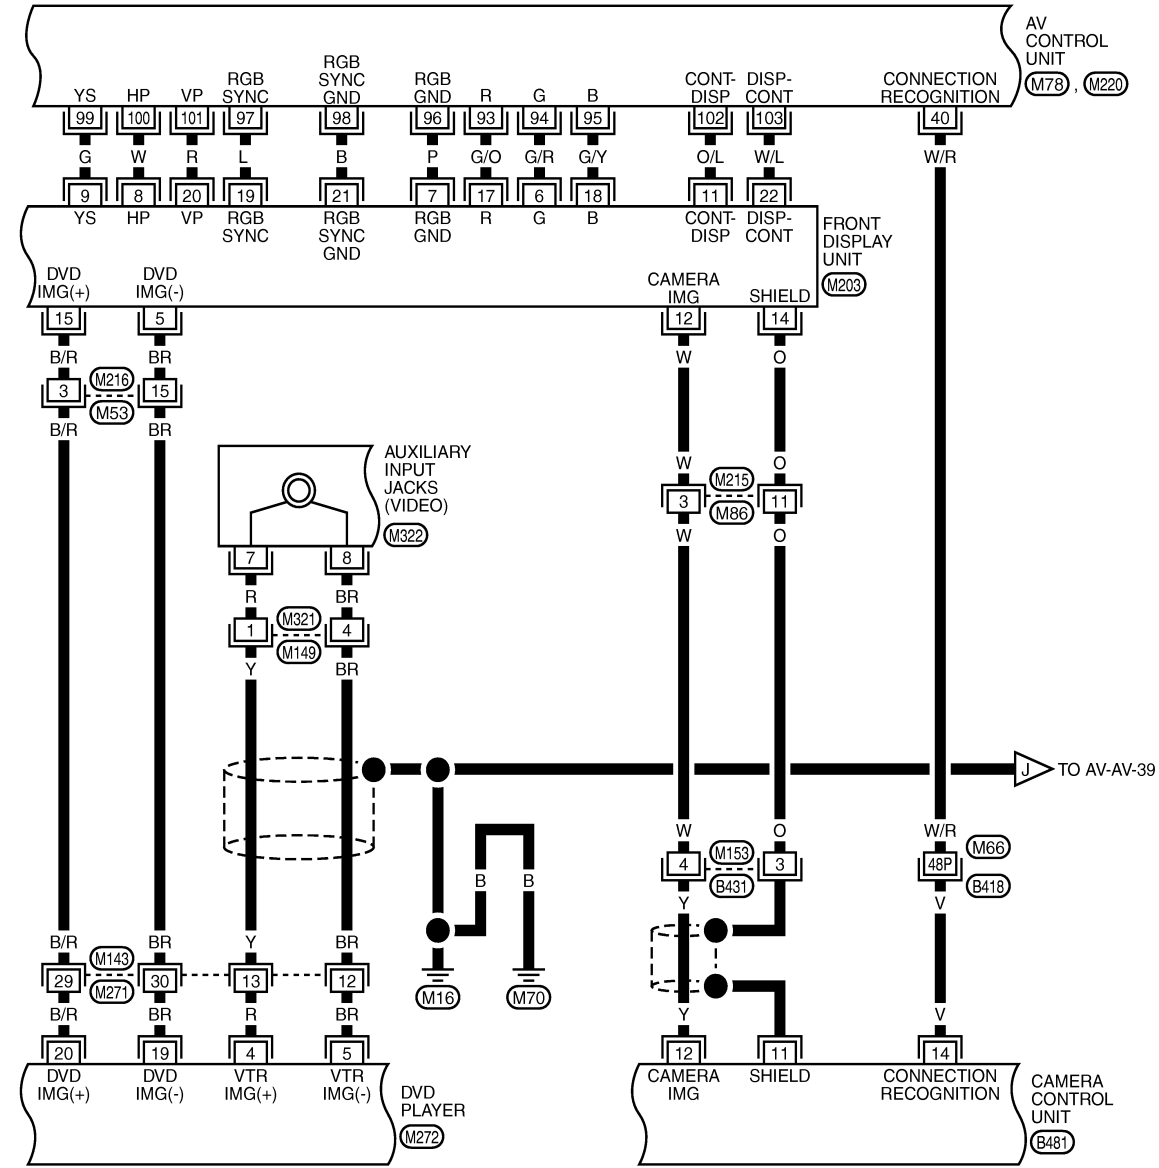 AV
CONTROL
UNIT
M78 , M220
YS HP VP RGB SYNC RGB SYNC GND RGB GND R G B CONT-DISP DISP-CONT CONNECTION RECOGNITION
99 100 101 97 98 96 93 94 95 102 103 40
G W R L B P G/O G/R G/Y O/L W/L W/R
9 8 20 19 21 7 17 6 18 11 22
YS HP VP RGB SYNC RGB SYNC GND RGB GND R G B CONT-DISP DISP-CONT
FRONT
DISPLAY
UNIT
M203
DVD IMG(+) DVD IMG(-) CAMERA IMG SHIELD
15 5 12 14
B/R BR W O
3 M216 15
M53
B/R BR
AUXILIARY
INPUT
JACKS
(VIDEO)
M322
W O
3 M215 11
M86
W O
7 8
R BR
1 M321 4
M149
Y BR
J TO AV-AV-39
W O W/R
4 M153 3 48P M66
B431 B418
Y V
B B
B/R BR Y BR
29 M143 30 13 12
M271
M16 M70
B/R BR R BR Y V
20 19 4 5 12 11 14
DVD IMG(+) DVD IMG(-) VTR IMG(+) VTR IMG(-) CAMERA IMG SHIELD CONNECTION RECOGNITION
DVD
PLAYER
M272
CAMERA
CONTROL
UNIT
B481